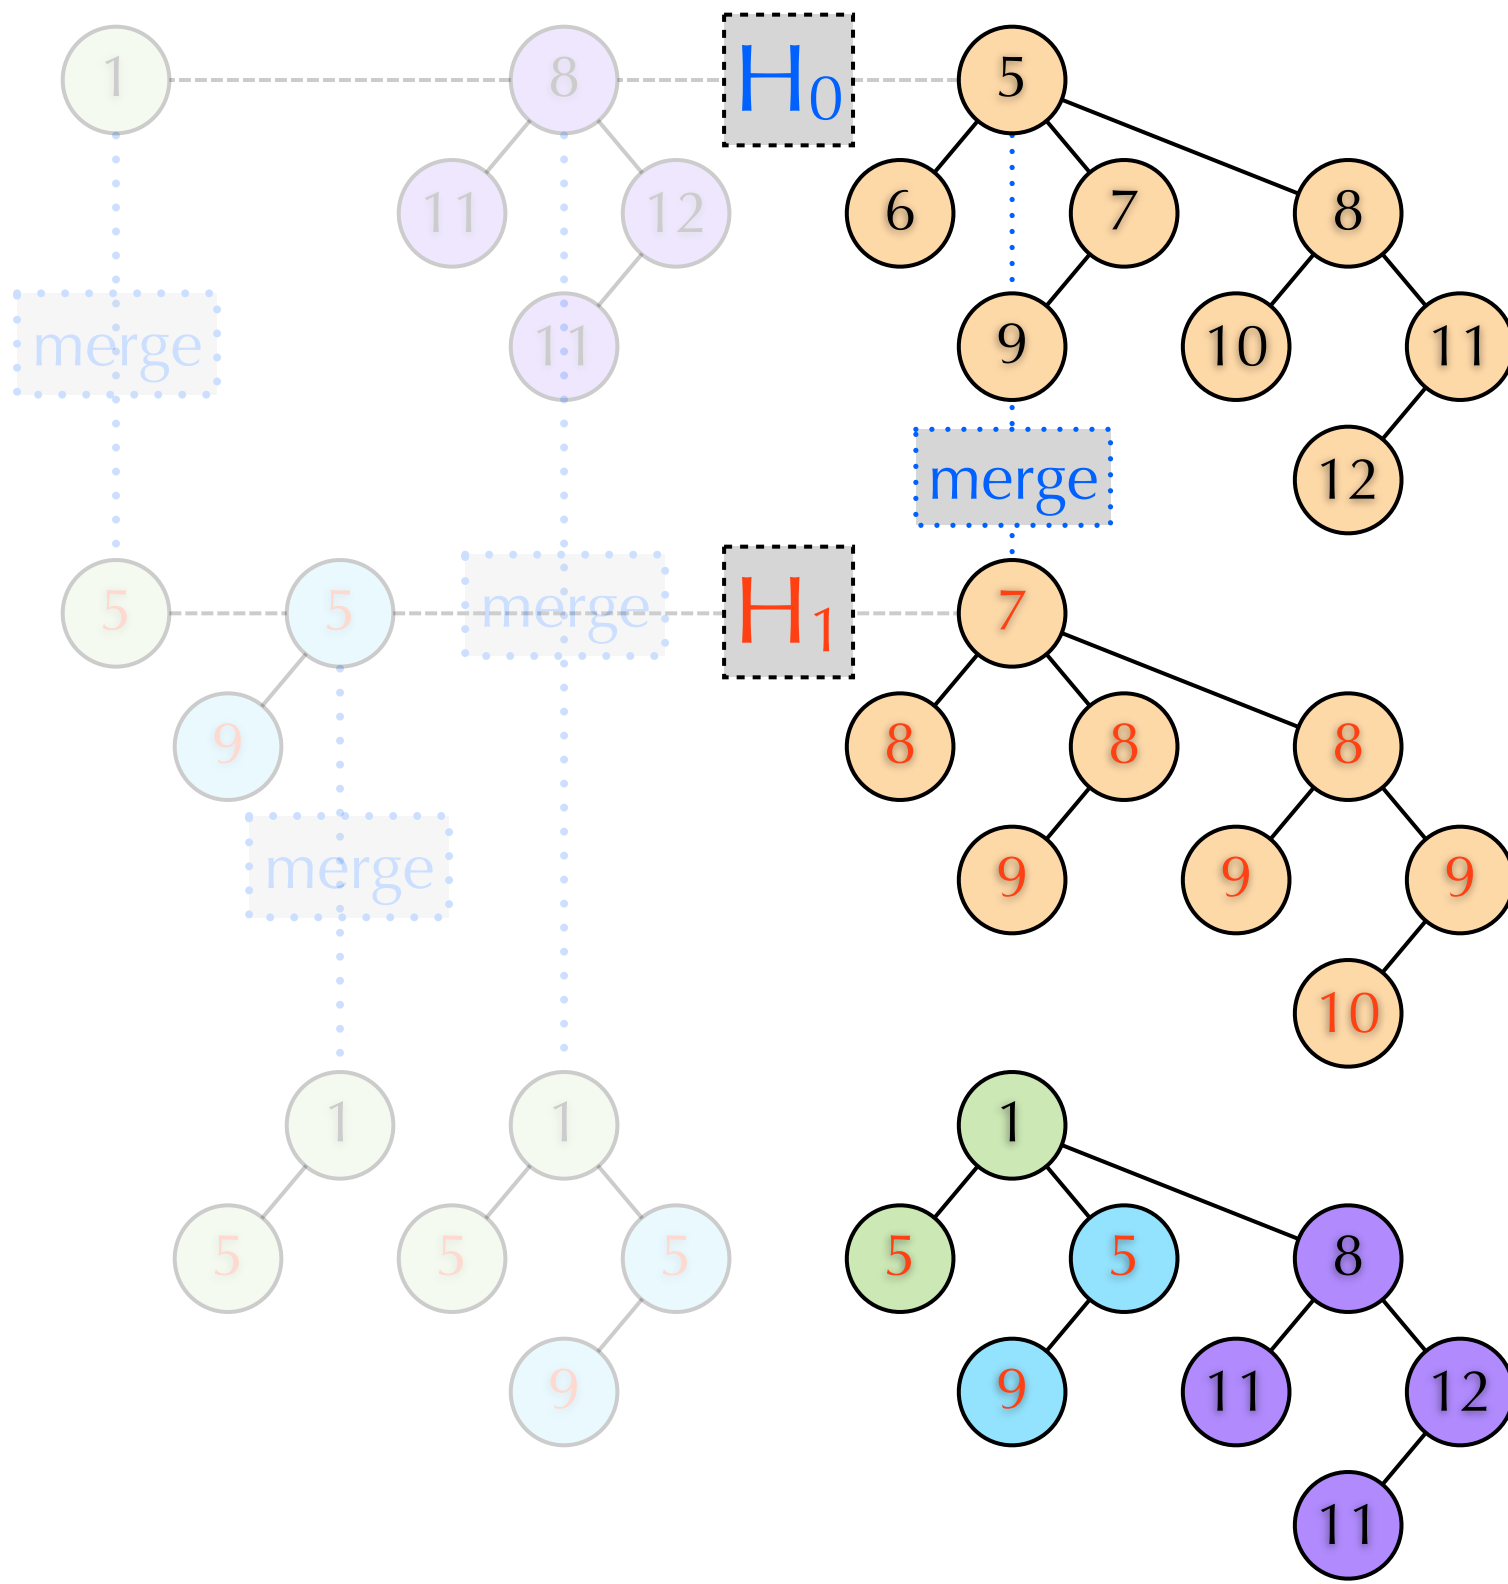 1 8 H0 5
11 12 6 7 8
merge 11 9 10 11
merge 12
5 5 merge H1 7
9 8 8 8
merge 9 9 9
10
1 1 1
5 5 5 5 5 8
9 9 11 12
11